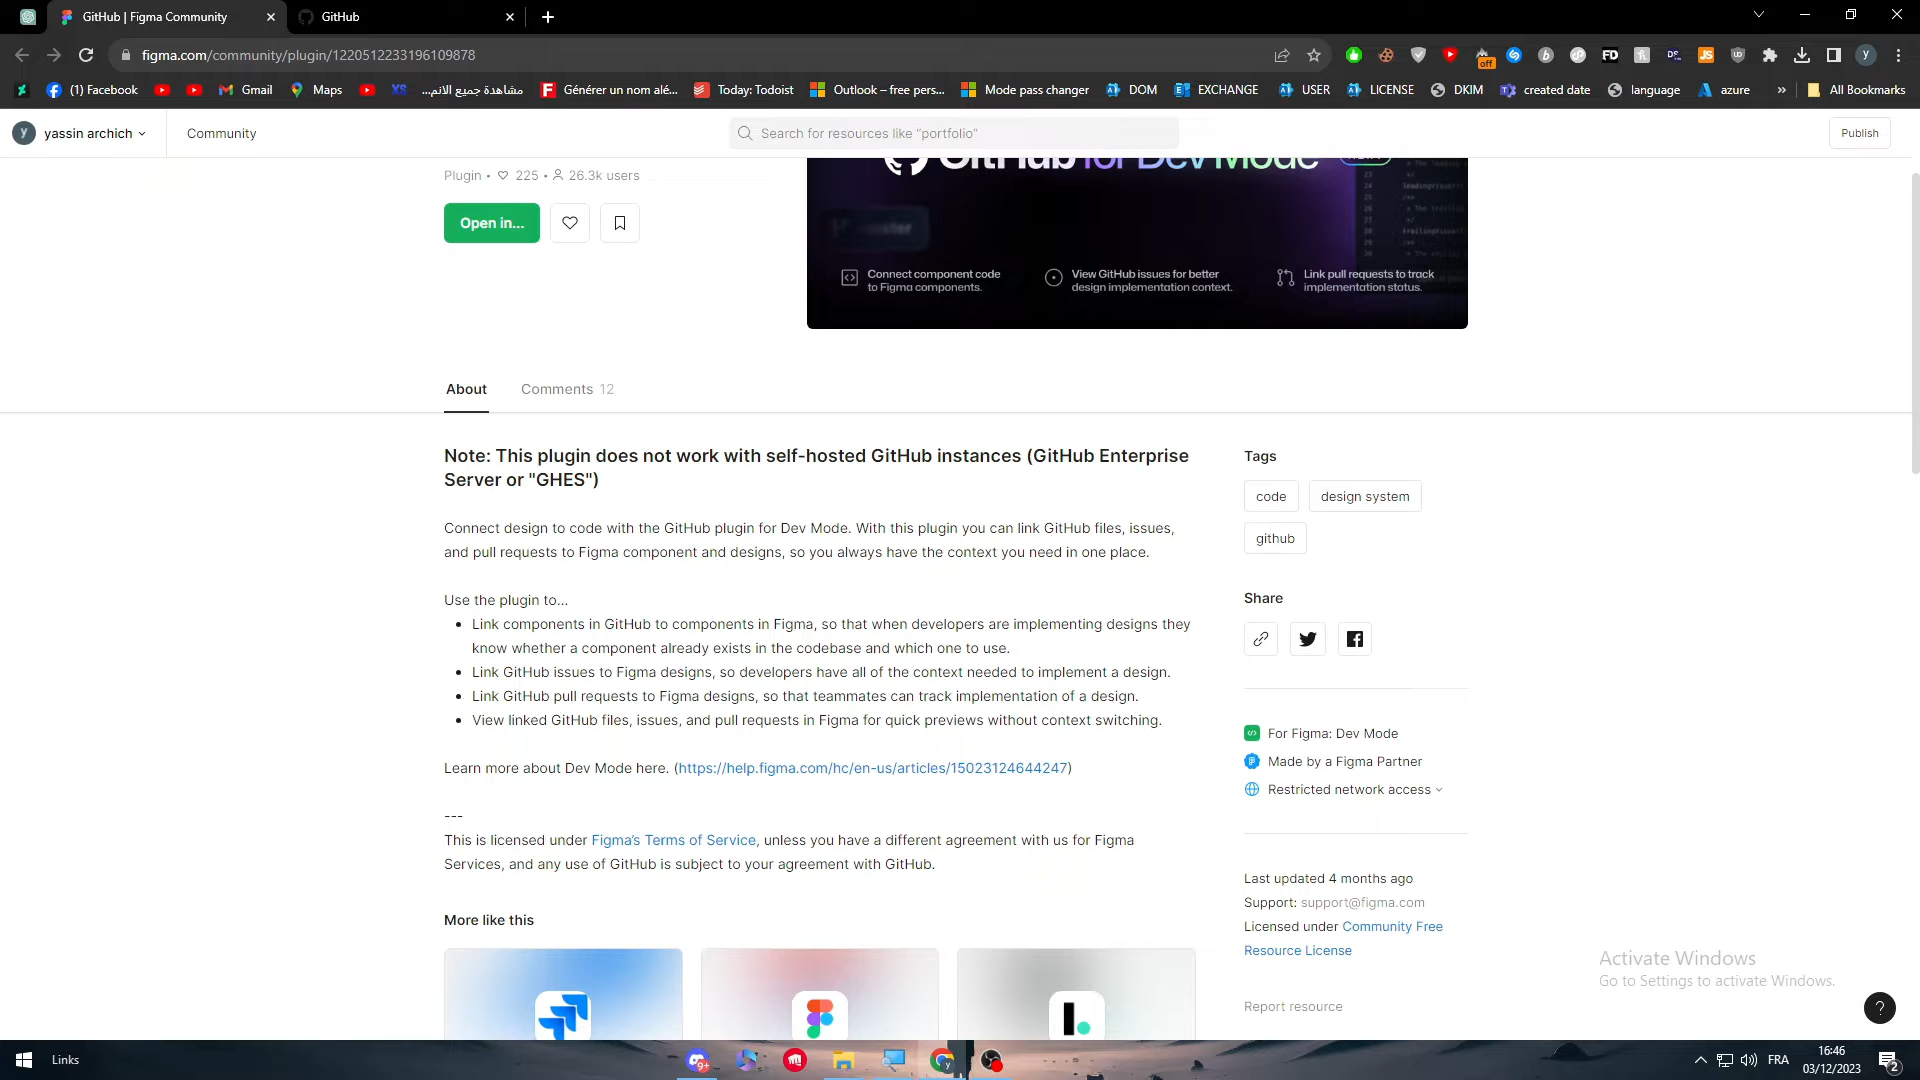 GitHub | Figma Community
GitHub
figma.com/community/plugin/1220512233196109878
off
FD
JS
y
(1) Facebook
XS
مشاهدة جميع الانم...
Gmail
Maps
Générer un nom alé...
Today: Todoist
Outlook – free pers...
Mode pass changer
DOM
EXCHANGE
USER
LICENSE
DKIM
created date
language
azure
»
All Bookmarks
y
yassin archich
Community
Search for resources like “portfolio”
Publish
GitHub for Dev Mode
Plugin • 225 • 26.3k users
Open in...
Connect component code
to Figma components.
View GitHub issues for better
design implementation context.
Link pull requests to track
implementation status.
About
Comments 12
Note: This plugin does not work with self-hosted GitHub instances (GitHub Enterprise
Server or "GHES")
Connect design to code with the GitHub plugin for Dev Mode. With this plugin you can link GitHub files, issues,
and pull requests to Figma component and designs, so you always have the context you need in one place.
Use the plugin to…
• Link components in GitHub to components in Figma, so that when developers are implementing designs they
know whether a component already exists in the codebase and which one to use.
• Link GitHub issues to Figma designs, so developers have all of the context needed to implement a design.
• Link GitHub pull requests to Figma designs, so that teammates can track implementation of a design.
• View linked GitHub files, issues, and pull requests in Figma for quick previews without context switching.
Learn more about Dev Mode here. (https://help.figma.com/hc/en-us/articles/15023124644247)
---
This is licensed under Figma’s Terms of Service, unless you have a different agreement with us for Figma
Services, and any use of GitHub is subject to your agreement with GitHub.
More like this
Tags
code
design system
github
Share
For Figma: Dev Mode
Made by a Figma Partner
Restricted network access
Last updated 4 months ago
Support: support@figma.com
Licensed under Community Free
Resource License
Report resource
Activate Windows
Go to Settings to activate Windows.
?
Links
9+
FRA
16:46
03/12/2023
2